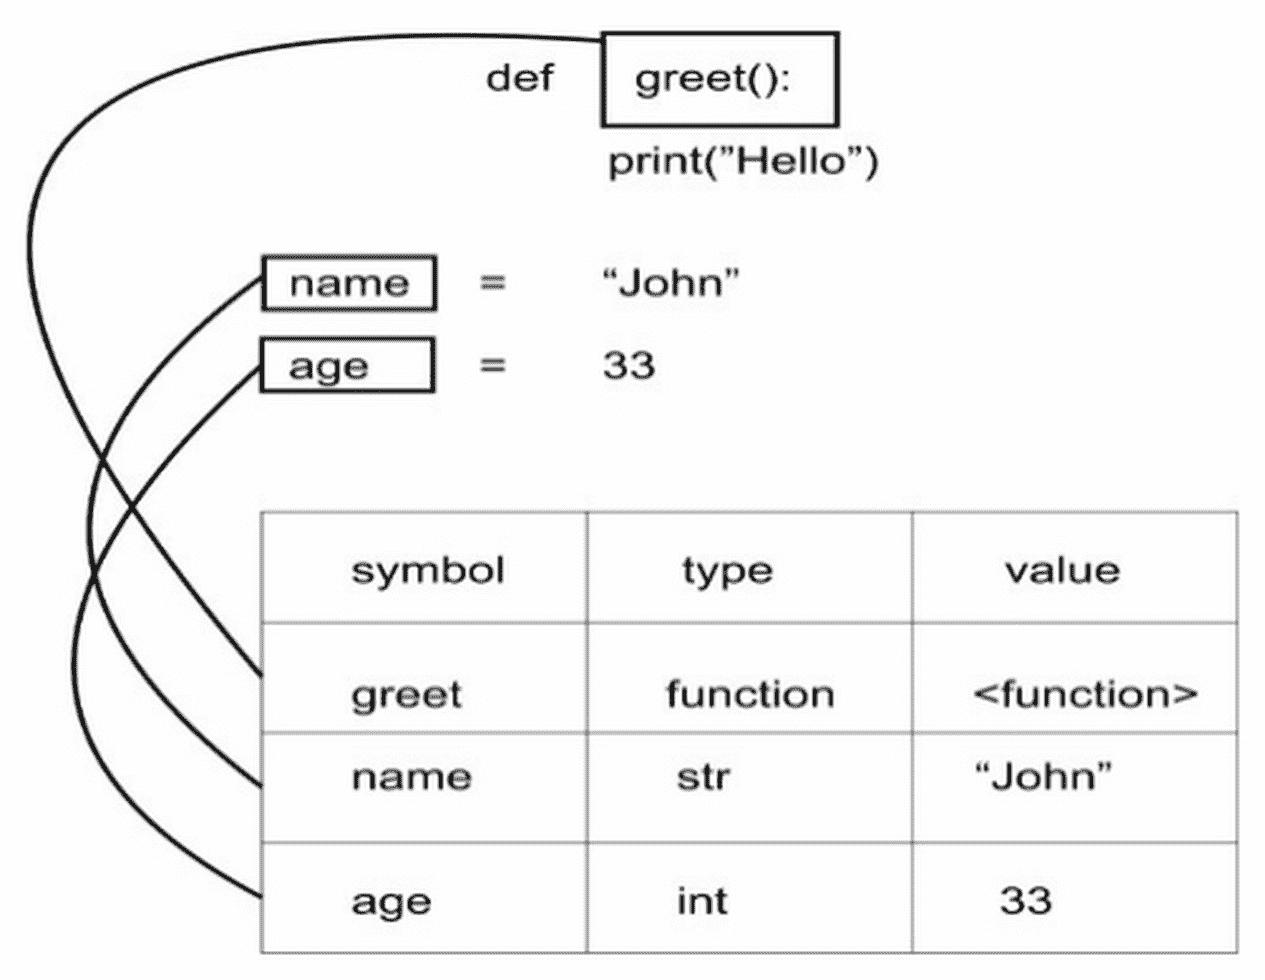 def greet():
print(”Hello”)
name = “John”
age = 33
symbol type value
greet function <function>
name str “John”
age int 33